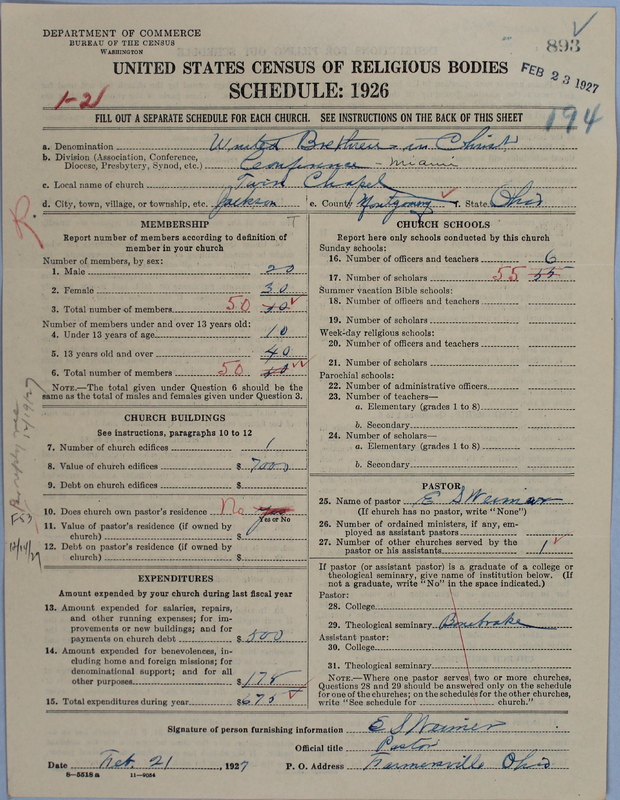 DEPARTMENT OF COMMERCE
BUREAU OF THE CENSUS
WASHINGTON
893
UNITED STATES CENSUS OF RELIGIOUS BODIES
FEB 23 1927
SCHEDULE: 1926
1-21
194
FILL OUT A SEPARATE SCHEDULE FOR EACH CHURCH. SEE INSTRUCTIONS ON THE BACK OF THIS SHEET
a. Denomination United Brethren in Christ
b. Division (Association, Conference, Diocese, Presbytery, Synod, etc.) Conference - Miami
c. Local name of church Twin Chapel
d. City, town, village, or township, etc. Jackson e. County Montgomery f. State Ohio
R.
MEMBERSHIP
Report number of members according to definition of
member in your church
Number of members, by sex:
1. Male 20
2. Female 30
3. Total number of members 50
Number of members under and over 13 years old:
4. Under 13 years of age 10
5. 13 years old and over 40
6. Total number of members 50
NOTE.—The total given under Question 6 should be the
same as the total of males and females given under Question 3.
CHURCH BUILDINGS
See instructions, paragraphs 10 to 12
7. Number of church edifices 1
8. Value of church edifices $ 7000
9. Debt on church edifices $
10. Does church own pastor's residence No
Yes or No
11. Value of pastor's residence (if owned by
church) $
12. Debt on pastor's residence (if owned by
church) $
EXPENDITURES
Amount expended by your church during last fiscal year
13. Amount expended for salaries, repairs,
and other running expenses; for im-
provements or new buildings; and for
payments on church debt $ 500
14. Amount expended for benevolences, in-
cluding home and foreign missions; for
denominational support; and for all
other purposes $ 175
15. Total expenditures during year $ 675
CHURCH SCHOOLS
Report here only schools conducted by this church
Sunday schools:
16. Number of officers and teachers 6
17. Number of scholars 55 55
Summer vacation Bible schools:
18. Number of officers and teachers
19. Number of scholars
Week-day religious schools:
20. Number of officers and teachers
21. Number of scholars
Parochial schools:
22. Number of administrative officers
23. Number of teachers—
a. Elementary (grades 1 to 8)
b. Secondary
24. Number of scholars—
a. Elementary (grades 1 to 8)
b. Secondary
PASTOR
25. Name of pastor E S Weimer
(If church has no pastor, write "None")
26. Number of ordained ministers, if any, em-
ployed as assistant pastors
27. Number of other churches served by the
pastor or his assistants 1
If pastor (or assistant pastor) is a graduate of a college or
theological seminary, give name of institution below. (If
not a graduate, write "No" in the space indicated.)
Pastor:
28. College
29. Theological seminary Bonebrake
Assistant pastor:
30. College
31. Theological seminary
NOTE.—Where one pastor serves two or more churches,
Questions 28 and 29 should be answered only on the schedule
for one of the churches; on the schedules for the other churches,
write "See schedule for church."
Signature of person furnishing information E S Weimer
Official title Pastor
Date Feb. 21, 1927 P. O. Address Farmersville Ohio
8—5518 a 11—9054